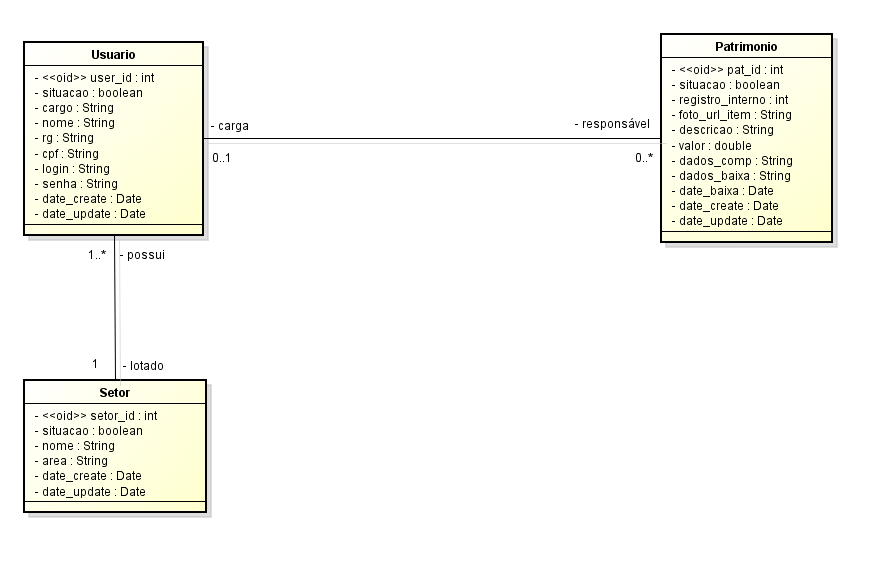 Usuario
- <<oid>> user_id : int
- situacao : boolean
- cargo : String
- nome : String
- rg : String
- cpf : String
- login : String
- senha : String
- date_create : Date
- date_update : Date
- carga
0..1
- responsável
0..*
Patrimonio
- <<oid>> pat_id : int
- situacao : boolean
- registro_interno : int
- foto_url_item : String
- descricao : String
- valor : double
- dados_comp : String
- dados_baixa : String
- date_baixa : Date
- date_create : Date
- date_update : Date
1..* - possui
1 - lotado
Setor
- <<oid>> setor_id : int
- situacao : boolean
- nome : String
- area : String
- date_create : Date
- date_update : Date